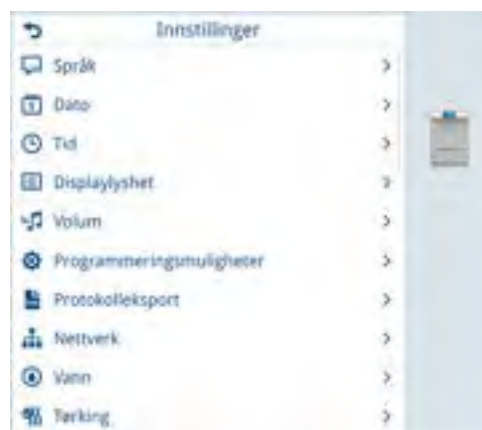 Innstillinger
Språk
Dato
Tid
Displaylyshet
Volum
Programmeringsmuligheter
Protokolleksport
Nettverk
Vann
Tørking